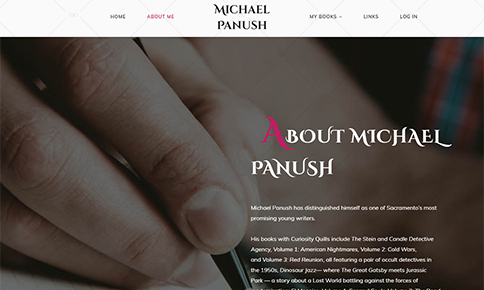 HOME
ABOUT ME
MICHAEL
PANUSH
MY BOOKS
LINKS
LOG IN
ABOUT MICHAEL
PANUSH
Michael Panush has distinguished himself as one of Sacramento's most
promising young writers.
His books with Curiosity Quills include The Stein and Candle Detective
Agency, Volume 1: American Nightmares, Volume 2: Cold Wars,
and Volume 3: Red Reunion, all featuring a pair of occult detectives in
the 1950s, Dinosaur Jazz— where The Great Gatsby meets Jurassic
Park — a story about a Lost World battling against the forces of